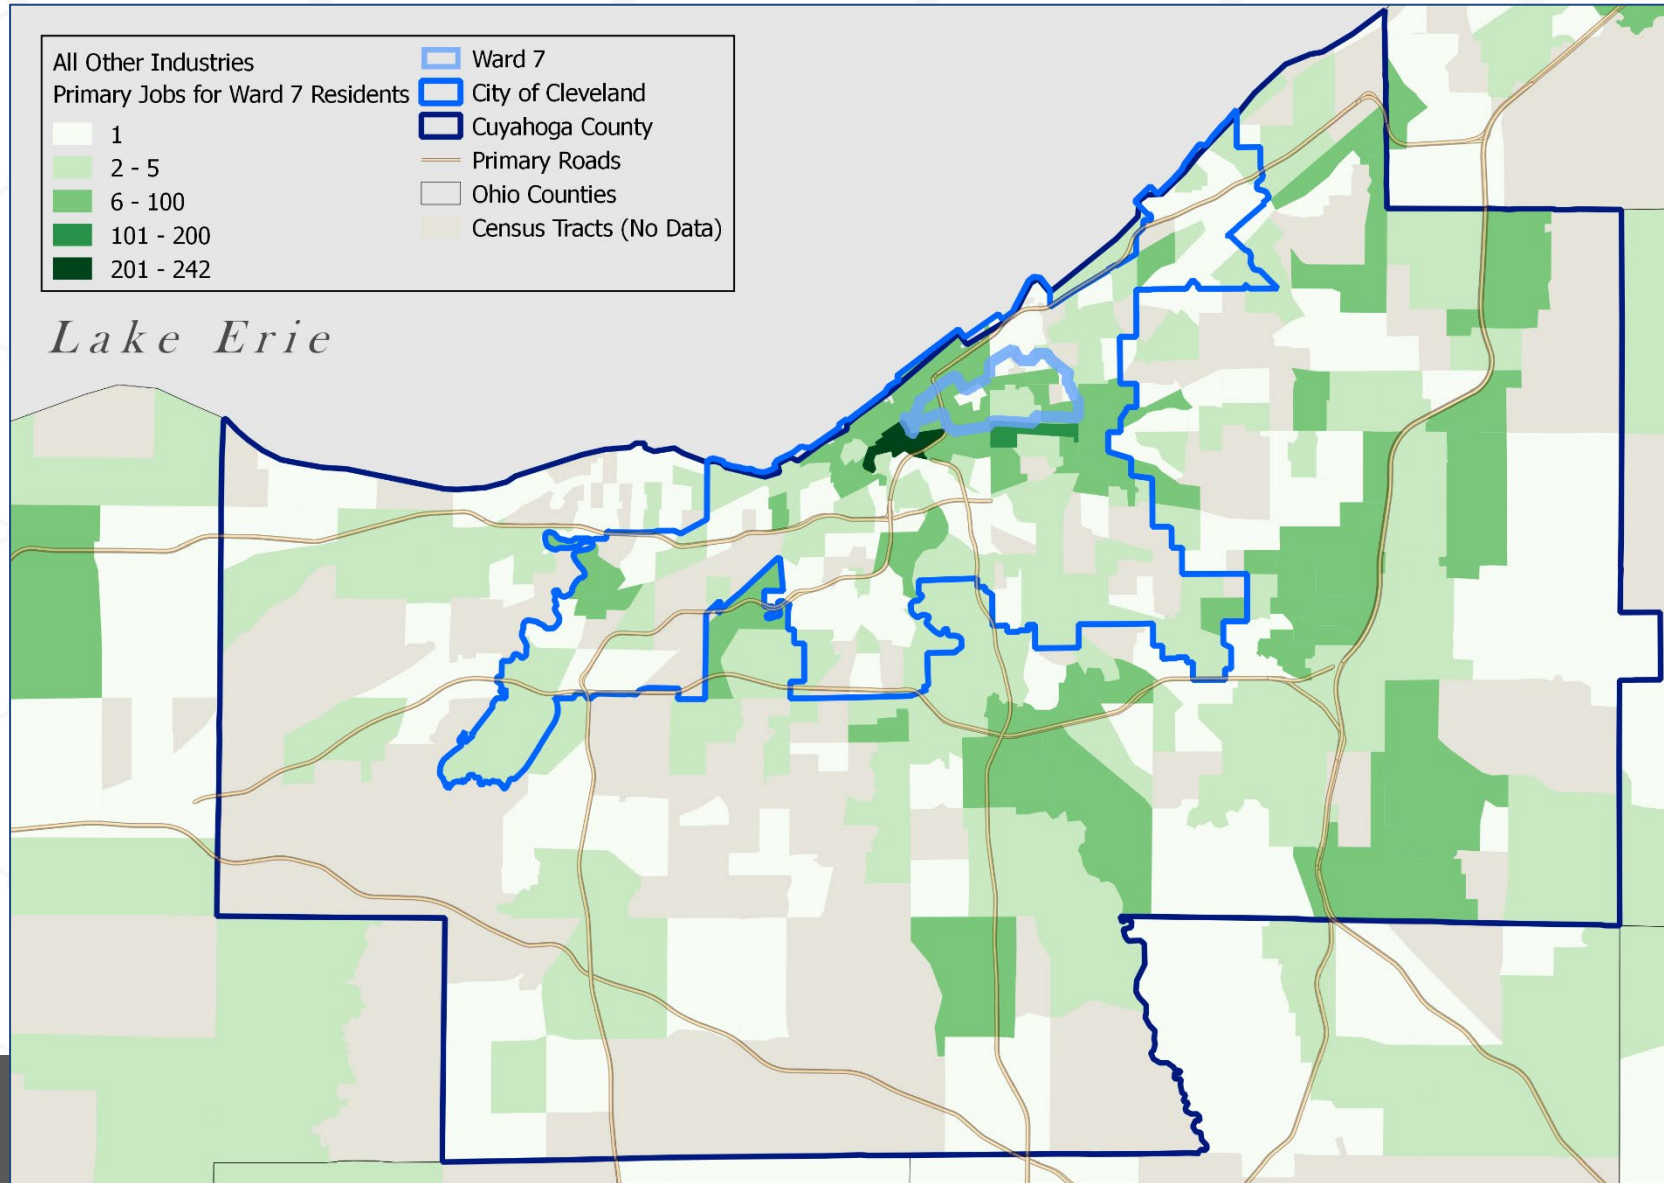 All Other Industries
Primary Jobs for Ward 7 Residents
1
2 - 5
6 - 100
101 - 200
201 - 242
Ward 7
City of Cleveland
Cuyahoga County
Primary Roads
Ohio Counties
Census Tracts (No Data)
Lake Erie